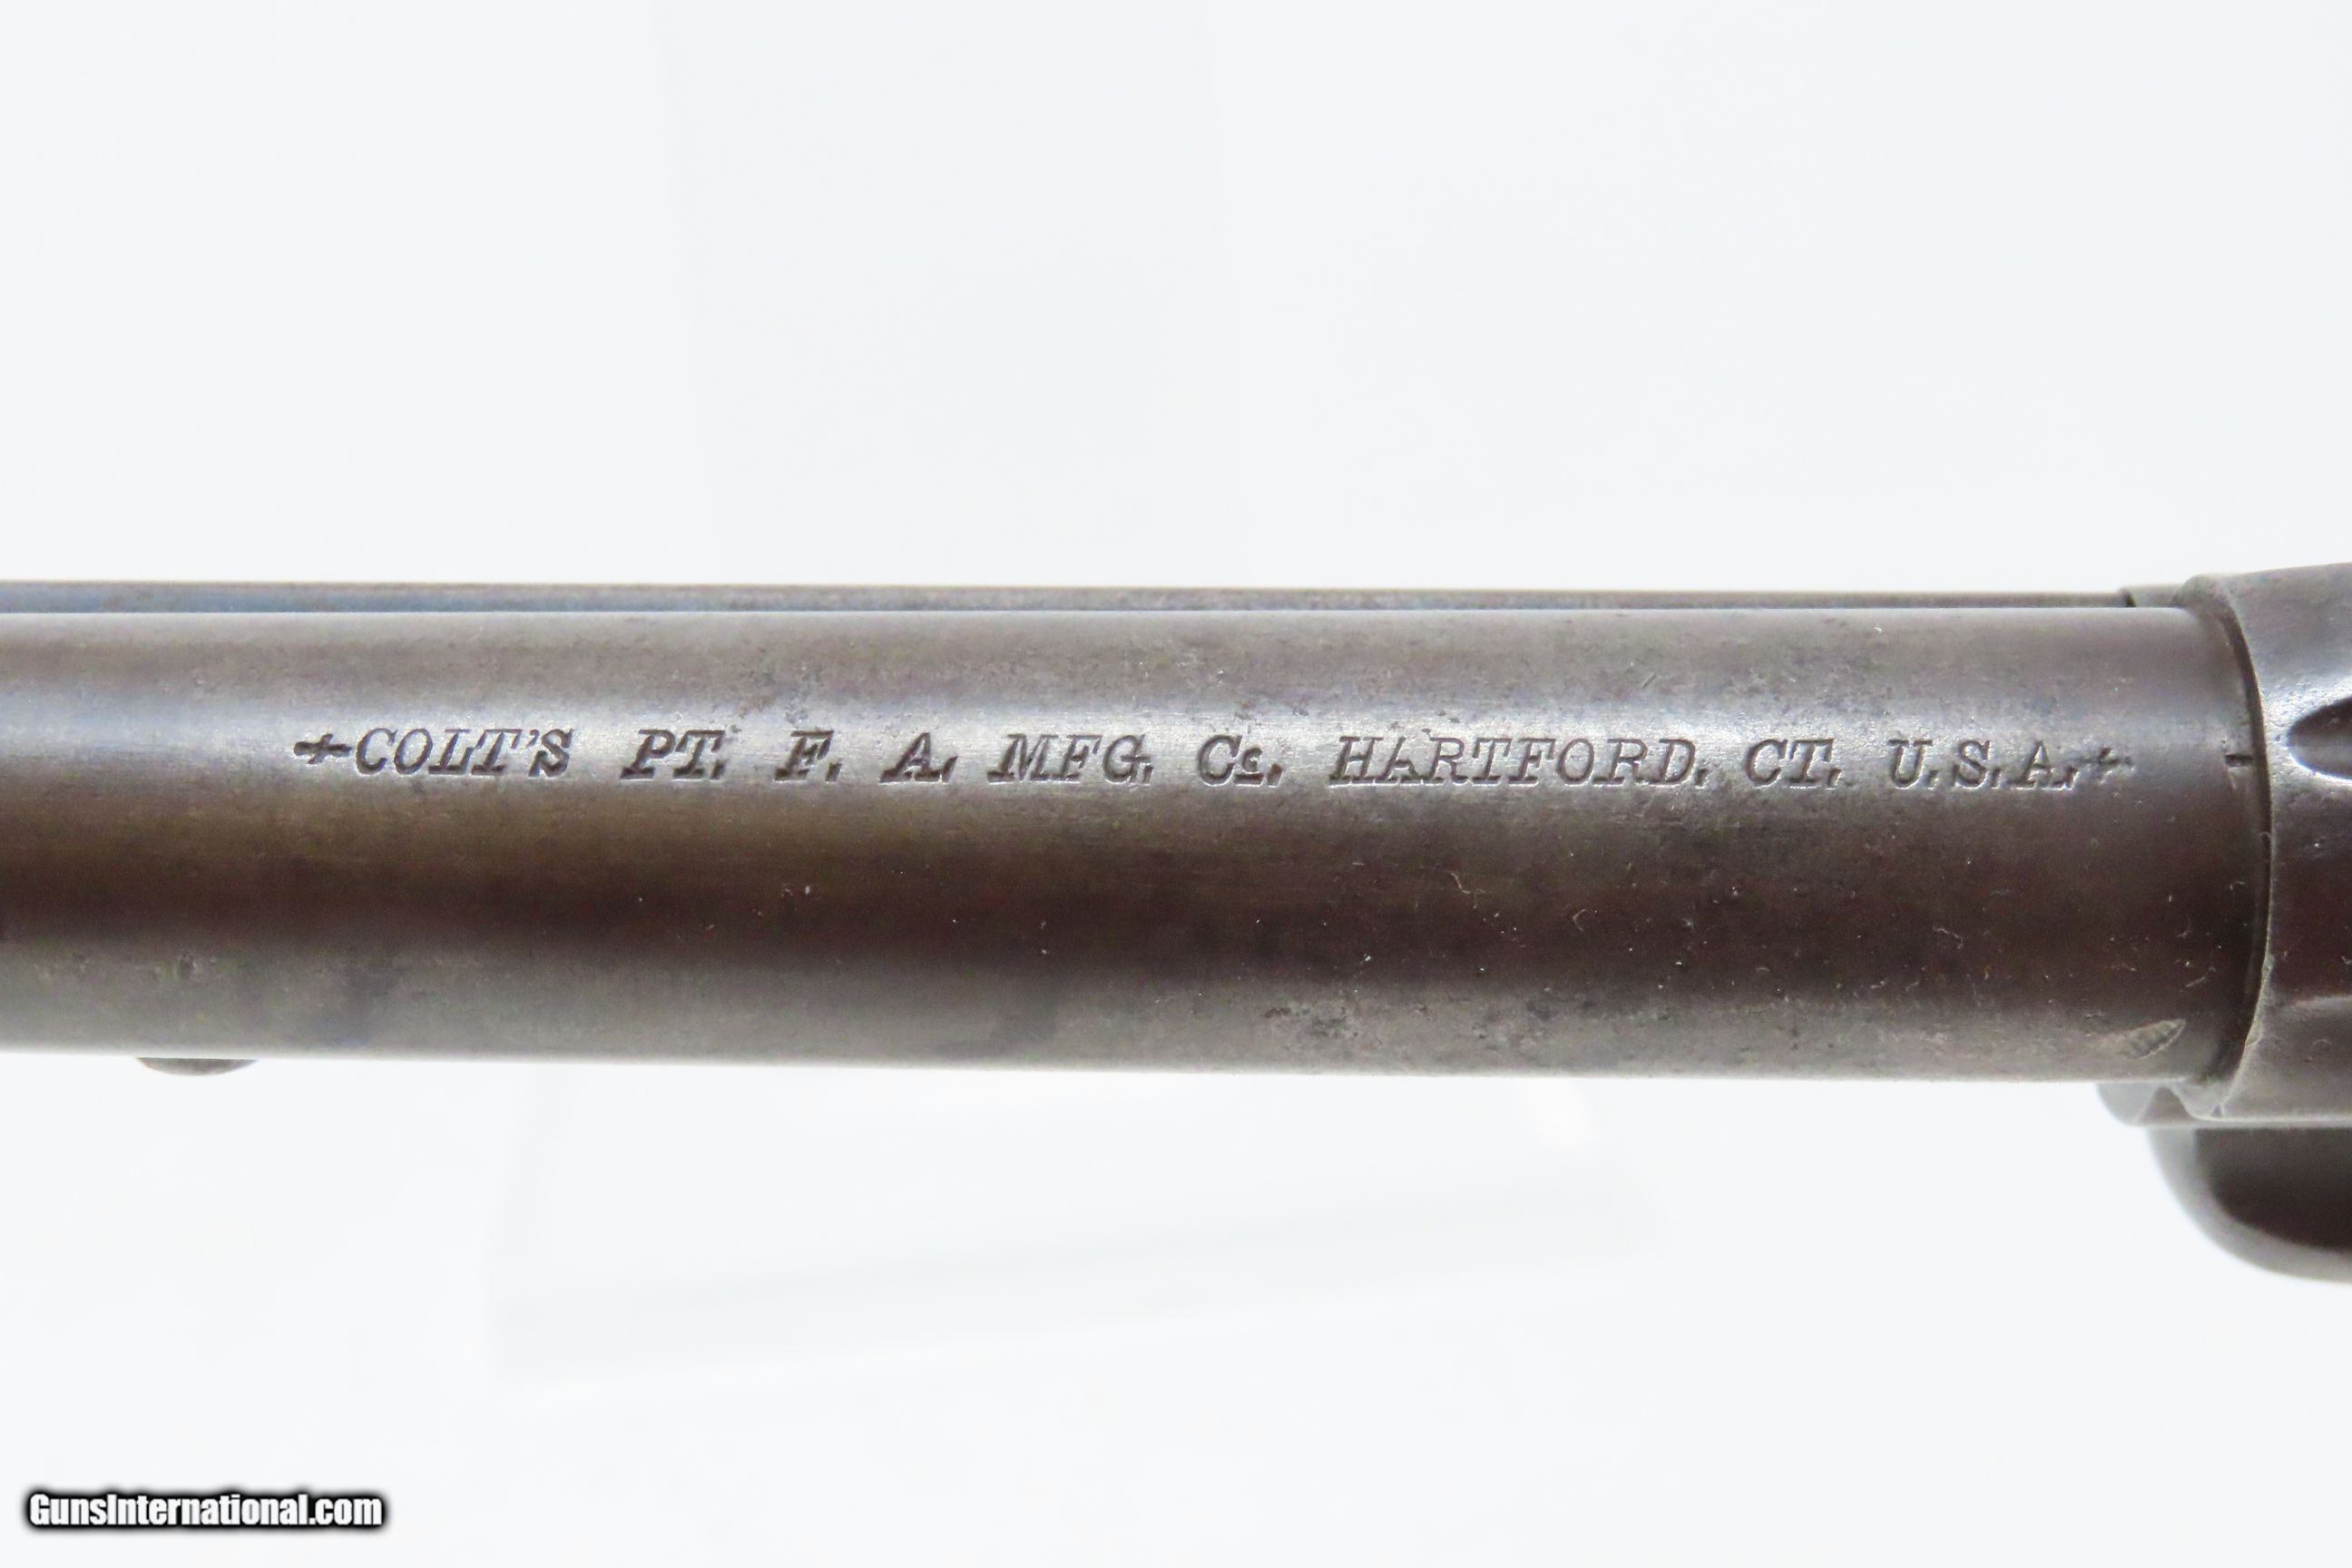 +COLT'S PT. F. A. MFG. Co. HARTFORD. CT. U.S.A.+
GunsInternational.com